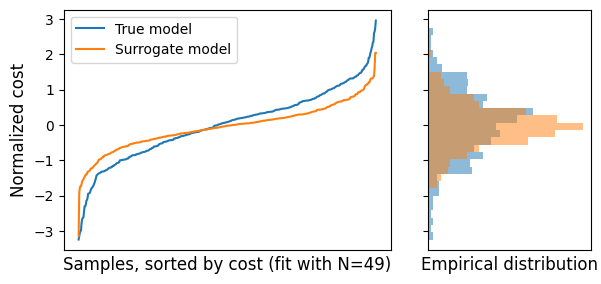 3
2
1
0
−1
−2
−3
Normalized cost
True model
Surrogate model
Samples, sorted by cost (fit with N=49)
Empirical distribution